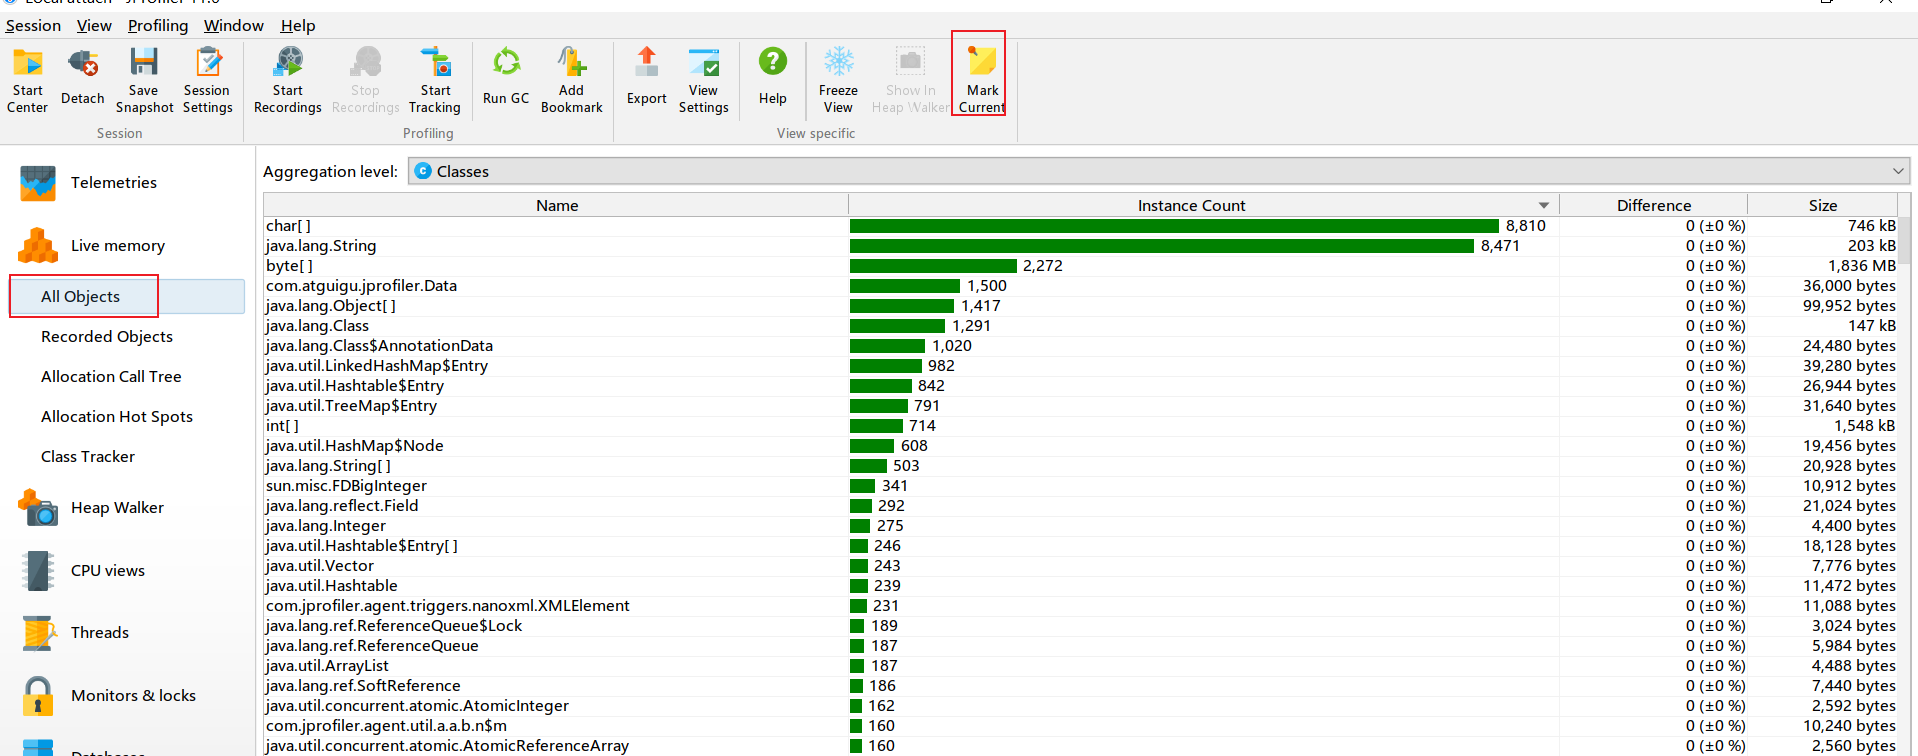 Session View Profiling Window Help
Start Center
Detach
Save Snapshot
Session Settings
Start Recordings
Stop Recordings
Start Tracking
Run GC
Add Bookmark
Export
View Settings
Help
Freeze View
Show In Heap Walker
Mark Current
Session
Profiling
View specific
Telemetries
Live memory
All Objects
Recorded Objects
Allocation Call Tree
Allocation Hot Spots
Class Tracker
Heap Walker
CPU views
Threads
Monitors & locks
Aggregation level: Classes
Name Instance Count Difference Size
char[ ] 8,810 0 (±0 %) 746 kB
java.lang.String 8,471 0 (±0 %) 203 kB
byte[ ] 2,272 0 (±0 %) 1,836 MB
com.atguigu.jprofiler.Data 1,500 0 (±0 %) 36,000 bytes
java.lang.Object[ ] 1,417 0 (±0 %) 99,952 bytes
java.lang.Class 1,291 0 (±0 %) 147 kB
java.lang.Class$AnnotationData 1,020 0 (±0 %) 24,480 bytes
java.util.LinkedHashMap$Entry 982 0 (±0 %) 39,280 bytes
java.util.Hashtable$Entry 842 0 (±0 %) 26,944 bytes
java.util.TreeMap$Entry 791 0 (±0 %) 31,640 bytes
int[ ] 714 0 (±0 %) 1,548 kB
java.util.HashMap$Node 608 0 (±0 %) 19,456 bytes
java.lang.String[ ] 503 0 (±0 %) 20,928 bytes
sun.misc.FDBigInteger 341 0 (±0 %) 10,912 bytes
java.lang.reflect.Field 292 0 (±0 %) 21,024 bytes
java.lang.Integer 275 0 (±0 %) 4,400 bytes
java.util.Hashtable$Entry[ ] 246 0 (±0 %) 18,128 bytes
java.util.Vector 243 0 (±0 %) 7,776 bytes
java.util.Hashtable 239 0 (±0 %) 11,472 bytes
com.jprofiler.agent.triggers.nanoxml.XMLElement 231 0 (±0 %) 11,088 bytes
java.lang.ref.ReferenceQueue$Lock 189 0 (±0 %) 3,024 bytes
java.lang.ref.ReferenceQueue 187 0 (±0 %) 5,984 bytes
java.util.ArrayList 187 0 (±0 %) 4,488 bytes
java.lang.ref.SoftReference 186 0 (±0 %) 7,440 bytes
java.util.concurrent.atomic.AtomicInteger 162 0 (±0 %) 2,592 bytes
com.jprofiler.agent.util.a.a.b.n$m 160 0 (±0 %) 10,240 bytes
java.util.concurrent.atomic.AtomicReferenceArray 160 0 (±0 %) 2,560 bytes